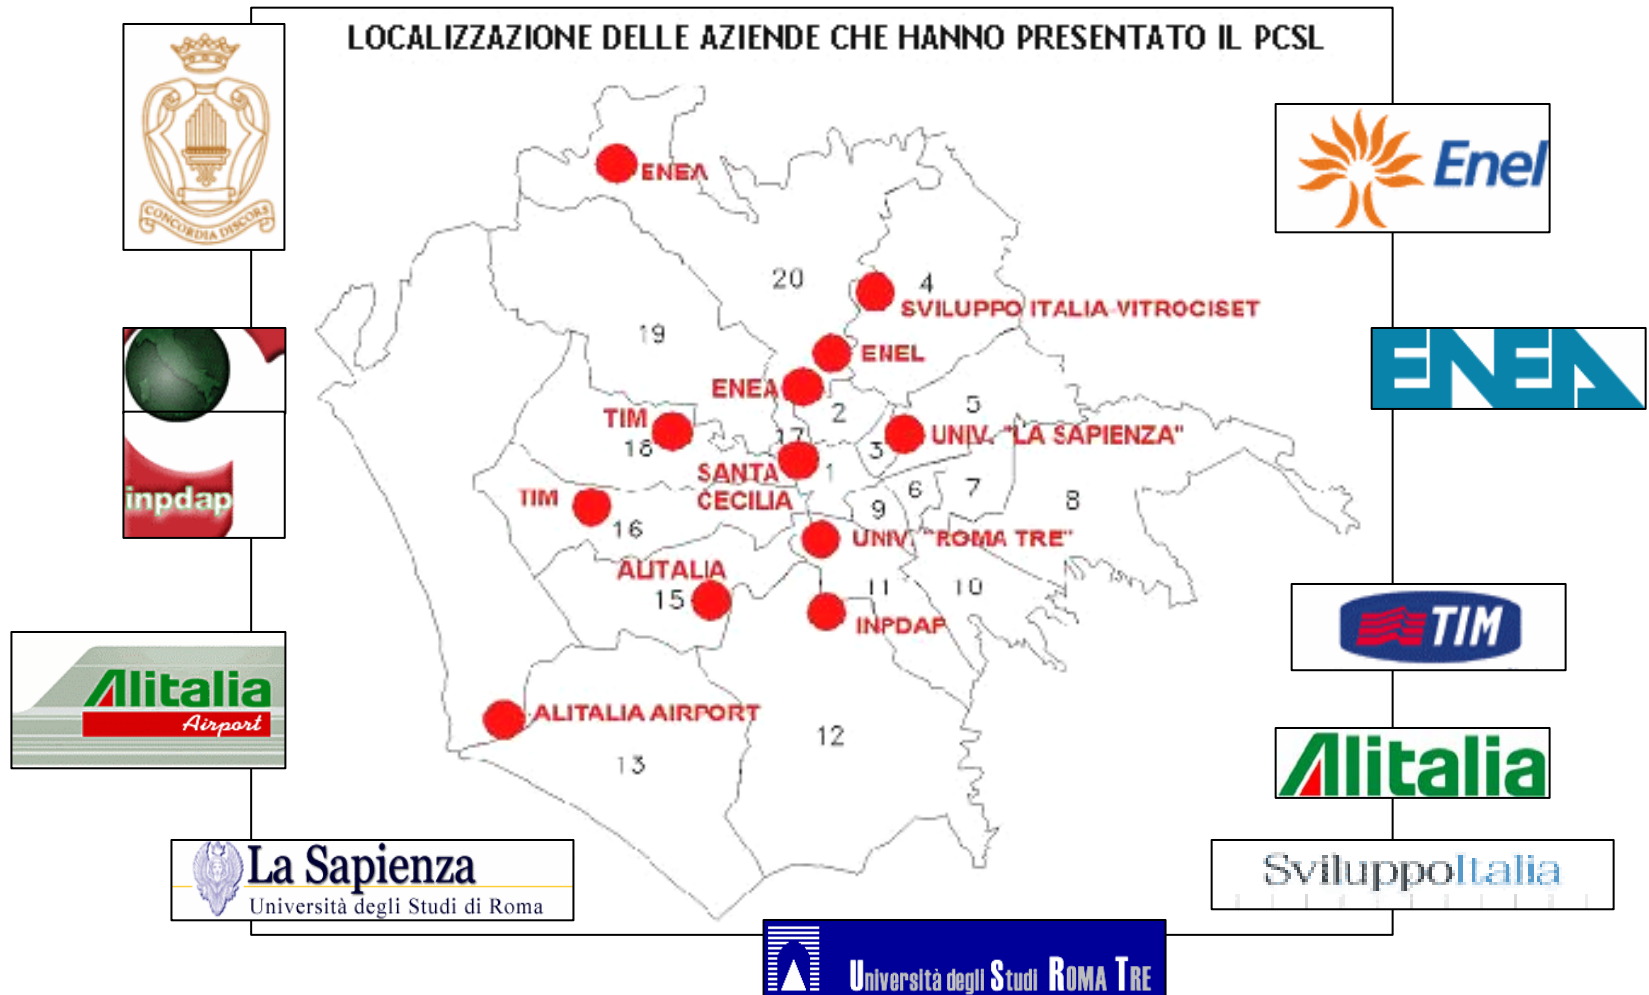 LOCALIZZAZIONE DELLE AZIENDE CHE HANNO PRESENTATO IL PCSL
CONCORDIA DISCORS
Enel
ENEA
20
4
SVILUPPO ITALIA-VITROCISET
19
ENEL
ENEA
ENEA
inpdap
TIM
18
2
5
17
3
UNIV. "LA SAPIENZA"
SANTA
CECILIA
1
TIM
16
6
7
8
9
UNIV. "ROMA TRE"
ALITALIA
15
11
10
INPDAP
TIM
Alitalia
Airport
ALITALIA AIRPORT
12
13
Alitalia
La Sapienza
Università degli Studi di Roma
SviluppoItalia
Università degli Studi ROMA TRE